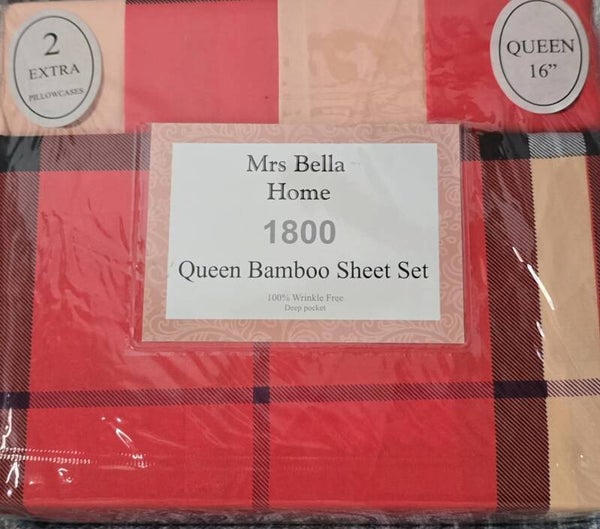 2
EXTRA
PILLOWCASES
QUEEN
16”
Mrs Bella
Home
1800
Queen Bamboo Sheet Set
100% Wrinkle Free
Deep pocket